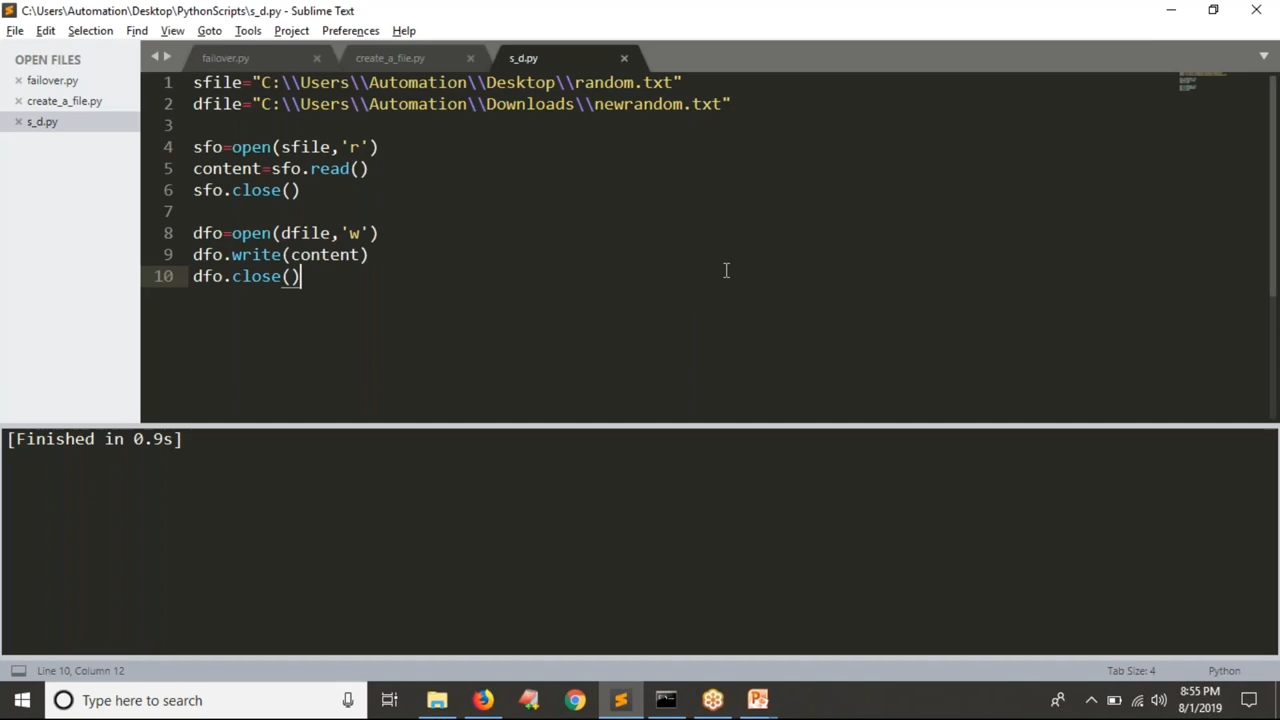 C:\Users\Automation\Desktop\PythonScripts\s_d.py - Sublime Text
File Edit Selection Find View Goto Tools Project Preferences Help
OPEN FILES
failover.py
create_a_file.py
s_d.py
failover.py create_a_file.py s_d.py
1 sfile="C:\\Users\\Automation\\Desktop\\random.txt"
2 dfile="C:\\Users\\Automation\\Downloads\\newrandom.txt"
3
4 sfo=open(sfile,'r')
5 content=sfo.read()
6 sfo.close()
7
8 dfo=open(dfile,'w')
9 dfo.write(content)
10 dfo.close()
[Finished in 0.9s]
Line 10, Column 12 Tab Size: 4 Python
Type here to search
8:55 PM
8/1/2019